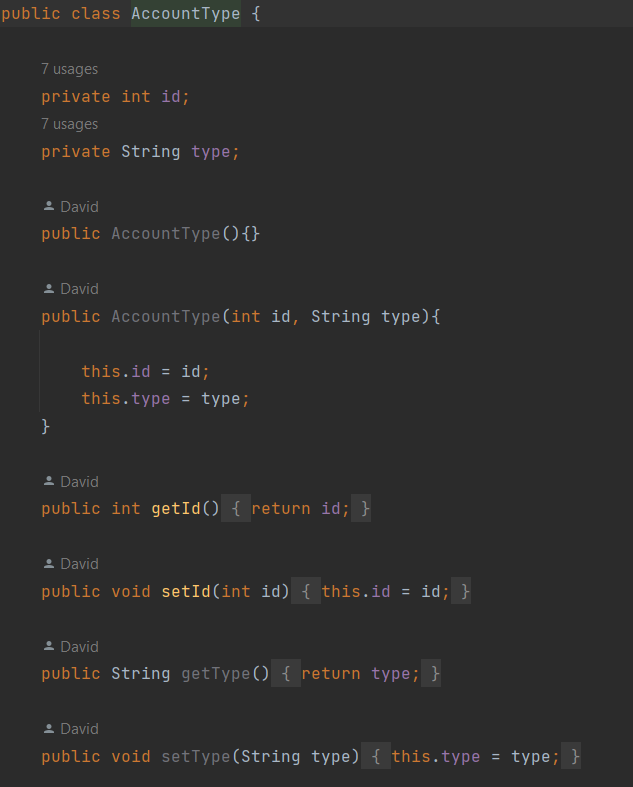 public class AccountType {
7 usages
private int id;
7 usages
private String type;
David
public AccountType(){}
David
public AccountType(int id, String type){
this.id = id;
this.type = type;
}
David
public int getId() { return id; }
David
public void setId(int id) { this.id = id; }
David
public String getType() { return type; }
David
public void setType(String type) { this.type = type; }